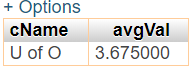 + Options
cName avgVal
U of O 3.675000